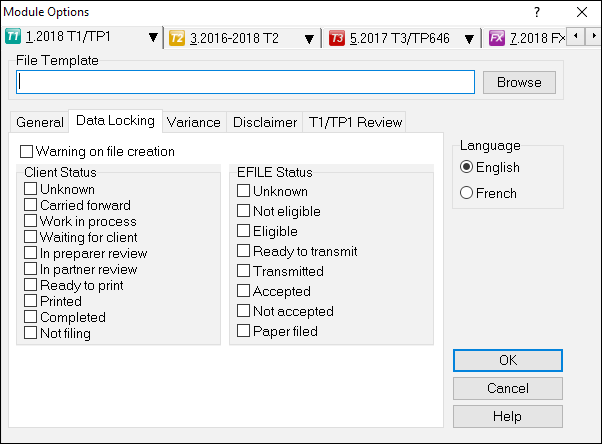 Module Options ?
T1 1.2018 T1/TP1 T2 3.2016-2018 T2 T3 5.2017 T3/TP646 FX 7.2018 FX
File Template
Browse
General Data Locking Variance Disclaimer T1/TP1 Review
Warning on file creation
Client Status
Unknown
Carried forward
Work in process
Waiting for client
In preparer review
In partner review
Ready to print
Printed
Completed
Not filing
EFILE Status
Unknown
Not eligible
Eligible
Ready to transmit
Transmitted
Accepted
Not accepted
Paper filed
Language
English
French
OK
Cancel
Help